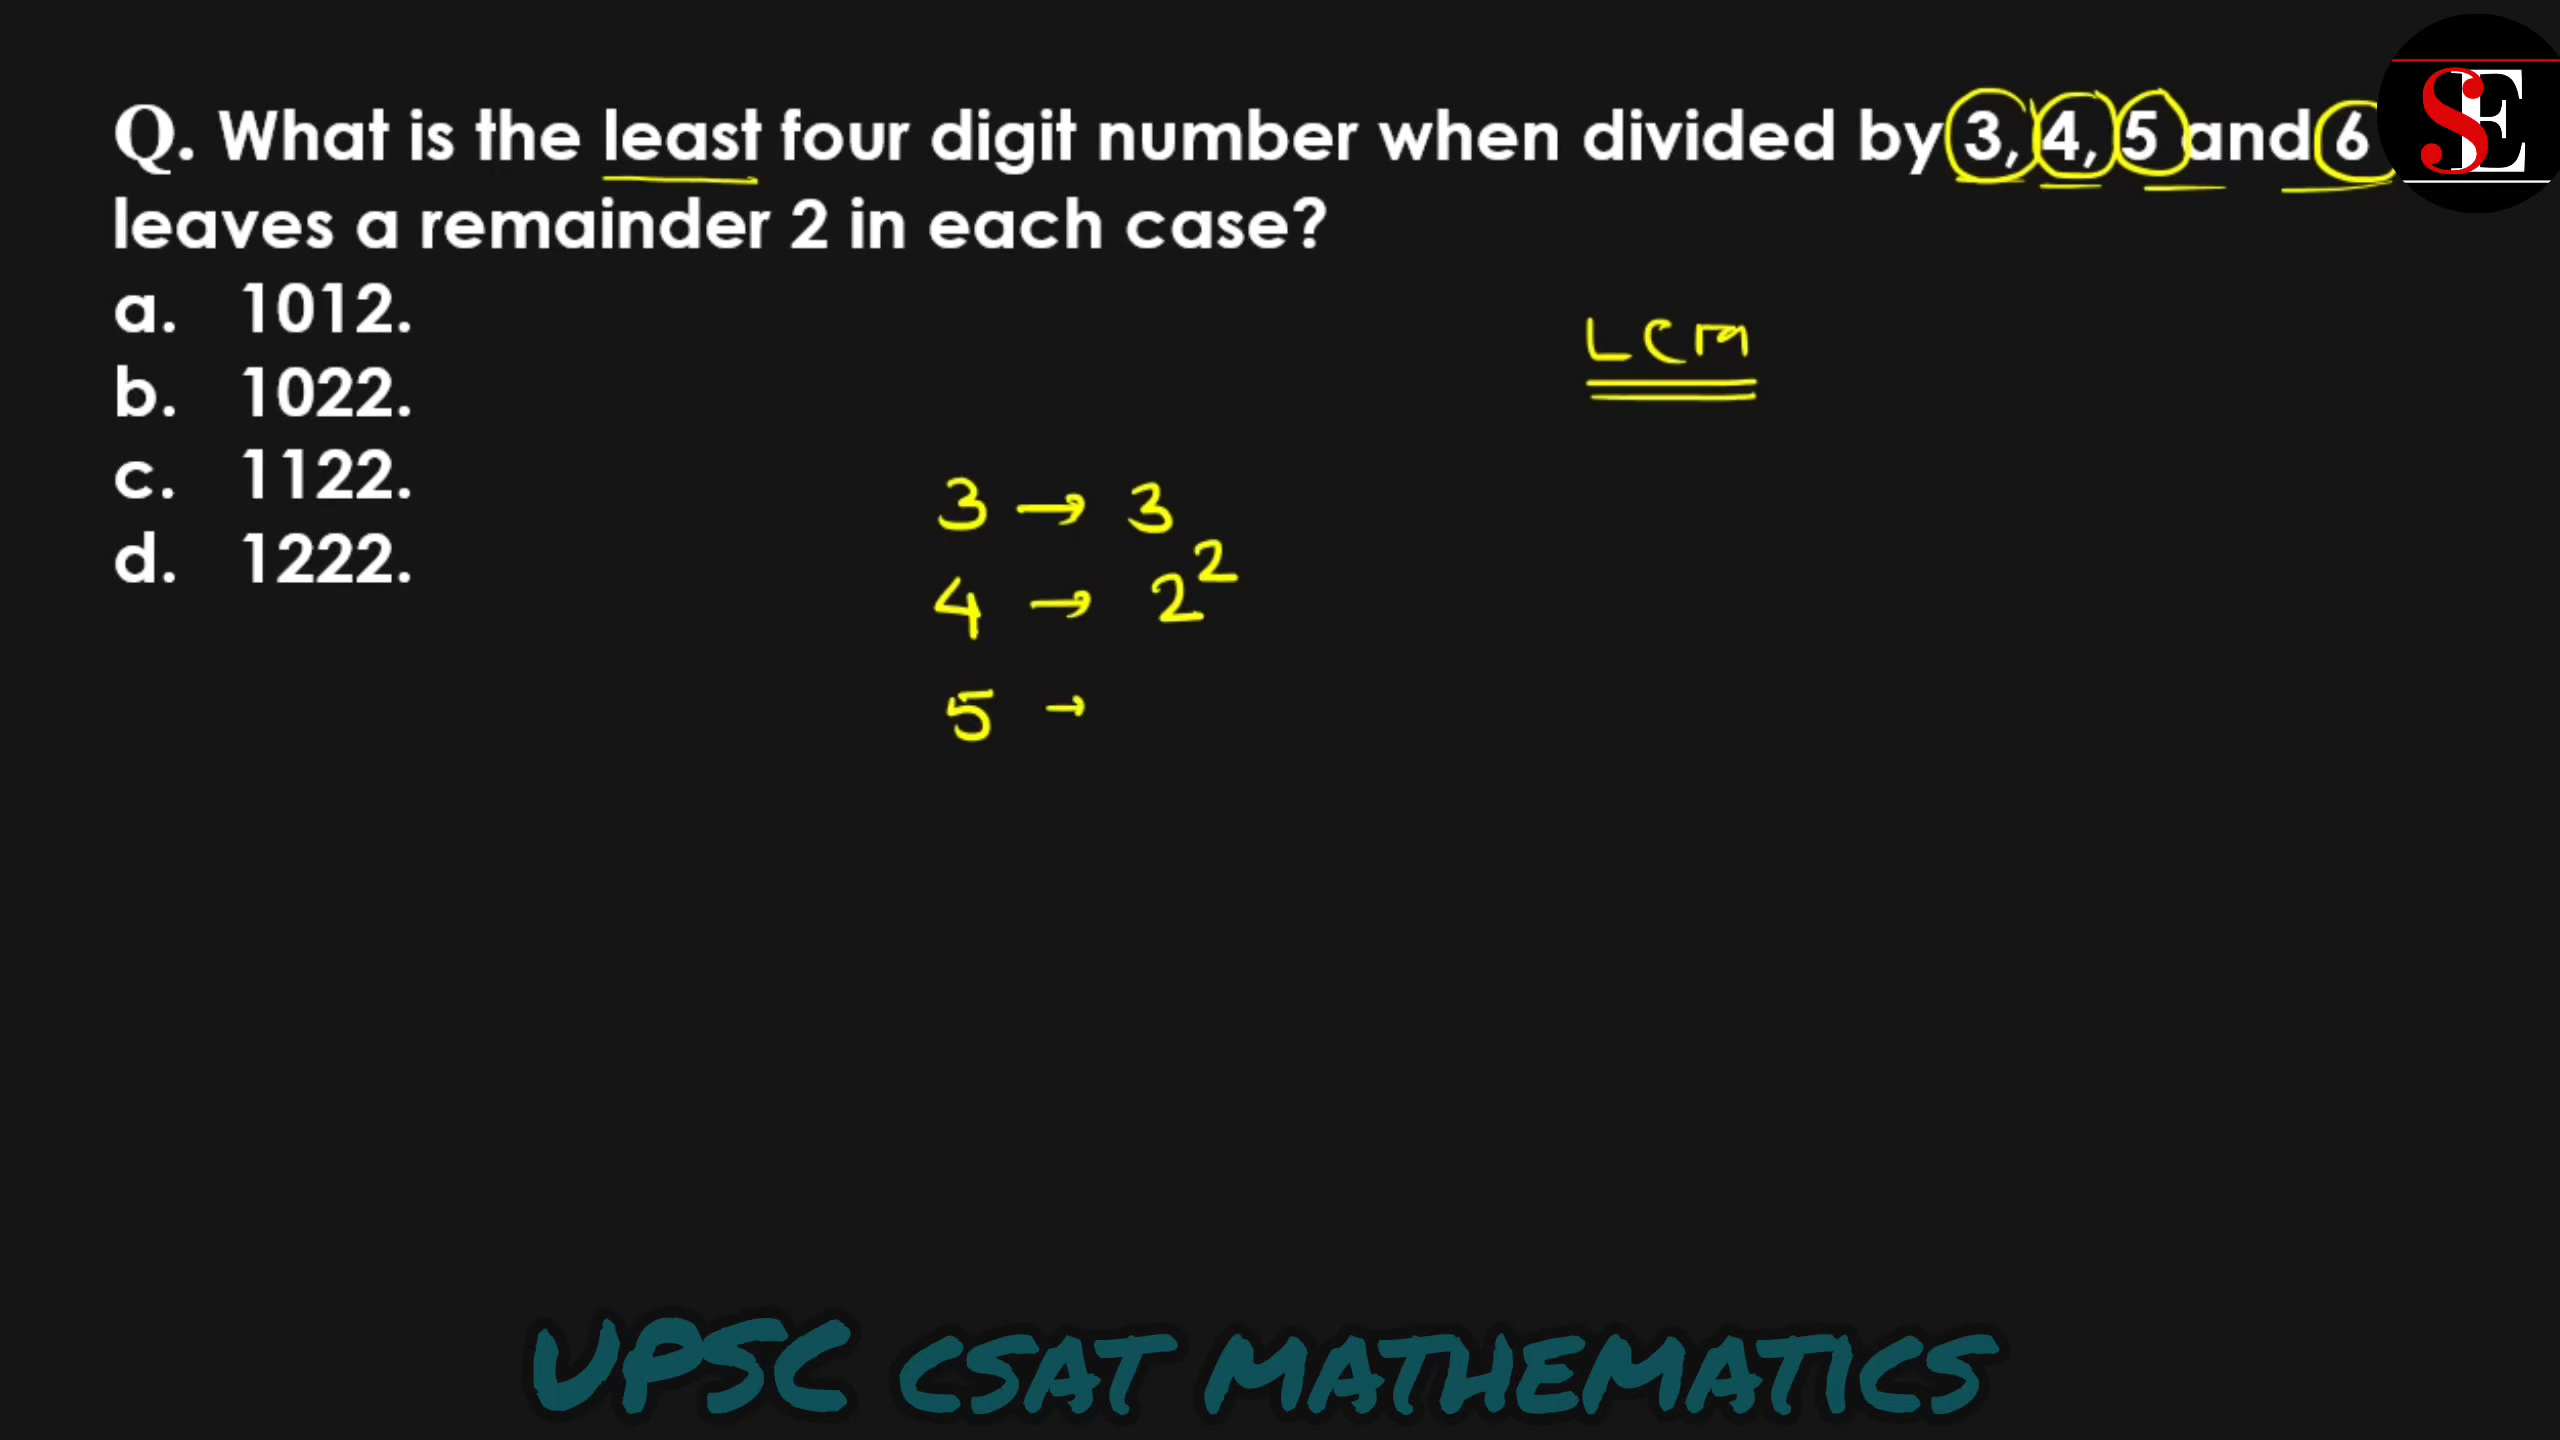 Q. What is the least four digit number when divided by 3, 4, 5 and 6
SE
leaves a remainder 2 in each case?
a. 1012.
b. 1022.
c. 1122.
d. 1222.
LCM
3 → 3
4 → 2²
5 →
UPSC CSAT MATHEMATICS